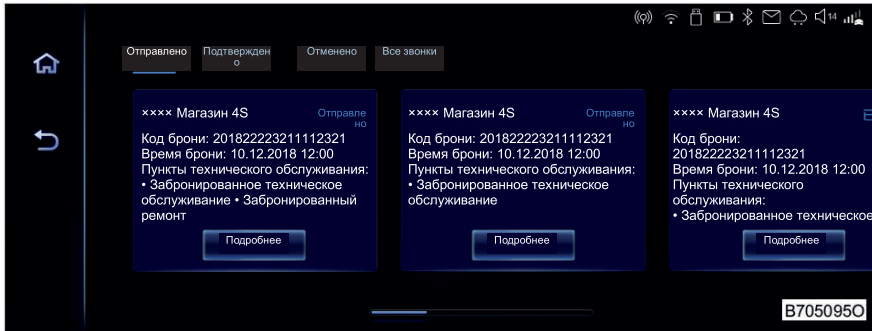 14
Отправлено
Подтвержден
о
Отменено
Все звонки
×××× Магазин 4S
Отправле
но
Код брони: 201822223211112321
Время брони: 10.12.2018 12:00
Пункты технического обслуживания:
• Забронированное техническое
обслуживание • Забронированный
ремонт
Подробнее
×××× Магазин 4S
Отправле
но
Код брони: 201822223211112321
Время брони: 10.12.2018 12:00
Пункты технического обслуживания:
• Забронированное техническое
обслуживание
Подробнее
×××× Магазин 4S
Код брони:
201822223211112321
Время брони: 10.12.2018 12:00
Пункты технического
обслуживания:
• Забронированное техническое
Подробнее
B705095O